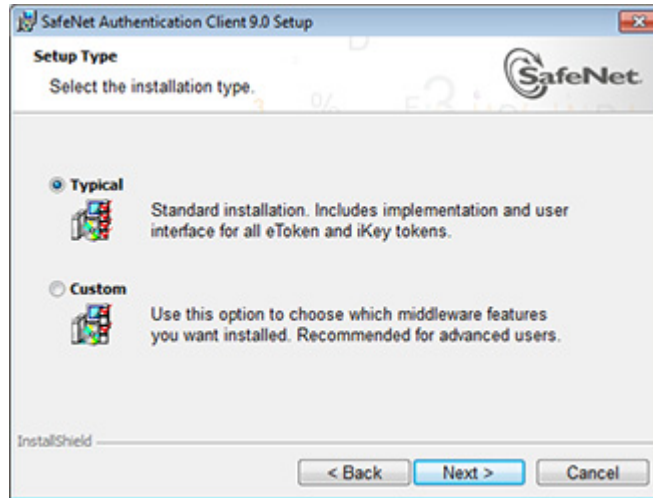 SafeNet Authentication Client 9.0 Setup
Setup Type
Select the installation type.
SafeNet.
Typical
Standard installation. Includes implementation and user
interface for all eToken and iKey tokens.
Custom
Use this option to choose which middleware features
you want installed. Recommended for advanced users.
InstallShield
< Back
Next >
Cancel